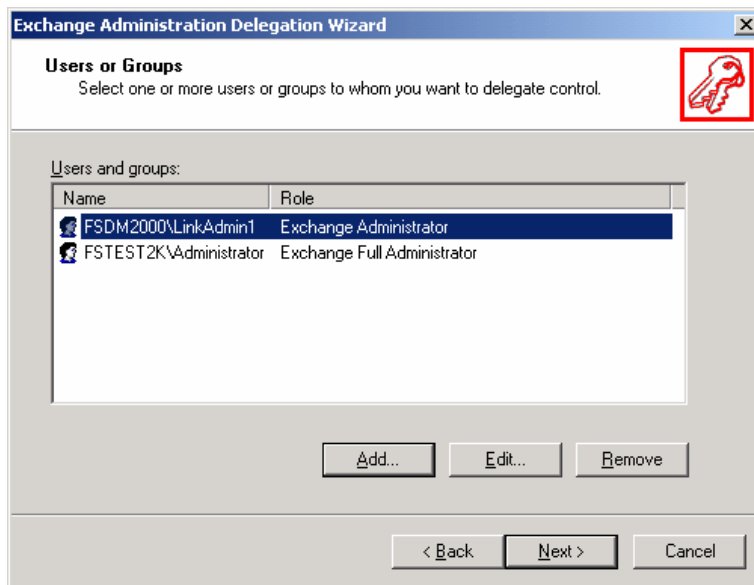 Exchange Administration Delegation Wizard
Users or Groups
Select one or more users or groups to whom you want to delegate control.
Users and groups:
Name Role
FSDM2000\LinkAdmin1 Exchange Administrator
FSTEST2K\Administrator Exchange Full Administrator
Add... Edit... Remove
< Back Next > Cancel